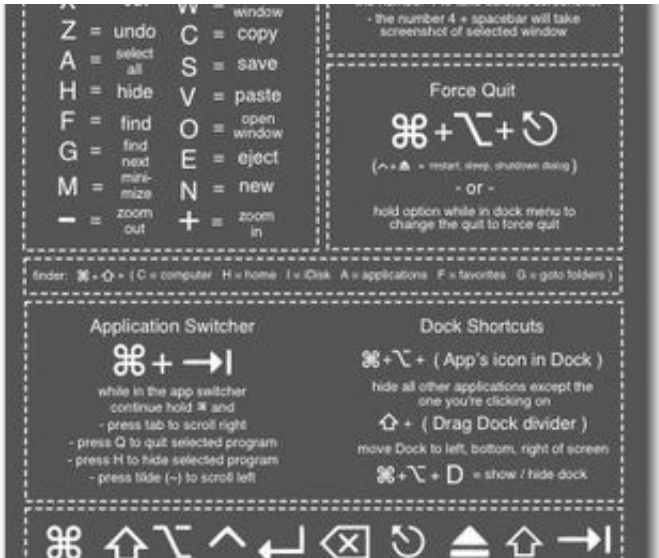 W = window
Z = undo
C = copy
A = select all
S = save
H = hide
V = paste
F = find
O = open window
G = find next
E = eject
M = mini-mize
N = new
− = zoom out
+ = zoom in
- the number 4 + spacebar will take
screenshot of selected window
Force Quit
⌘+⌥+⎋
(^+⏏ = restart, sleep, shutdown dialog)
- or -
hold option while in dock menu to
change the quit to force quit
finder: ⌘+⇧+ ( C = computer H = home I = iDisk A = applications F = favorites G = goto folders )
Application Switcher
⌘+⇥
while in the app switcher
continue hold ⌘ and
- press tab to scroll right
- press Q to quit selected program
- press H to hide selected program
- press tilde (~) to scroll left
Dock Shortcuts
⌘+⌥+ ( App's icon in Dock )
hide all other applications except the
one you're clicking on
⇧+ ( Drag Dock divider )
move Dock to left, bottom, right of screen
⌘+⌥+D = show / hide dock
⌘ ⇧ ⌥ ^ ↵ ⌫ ⎋ ⏏ ⇧ ⇥